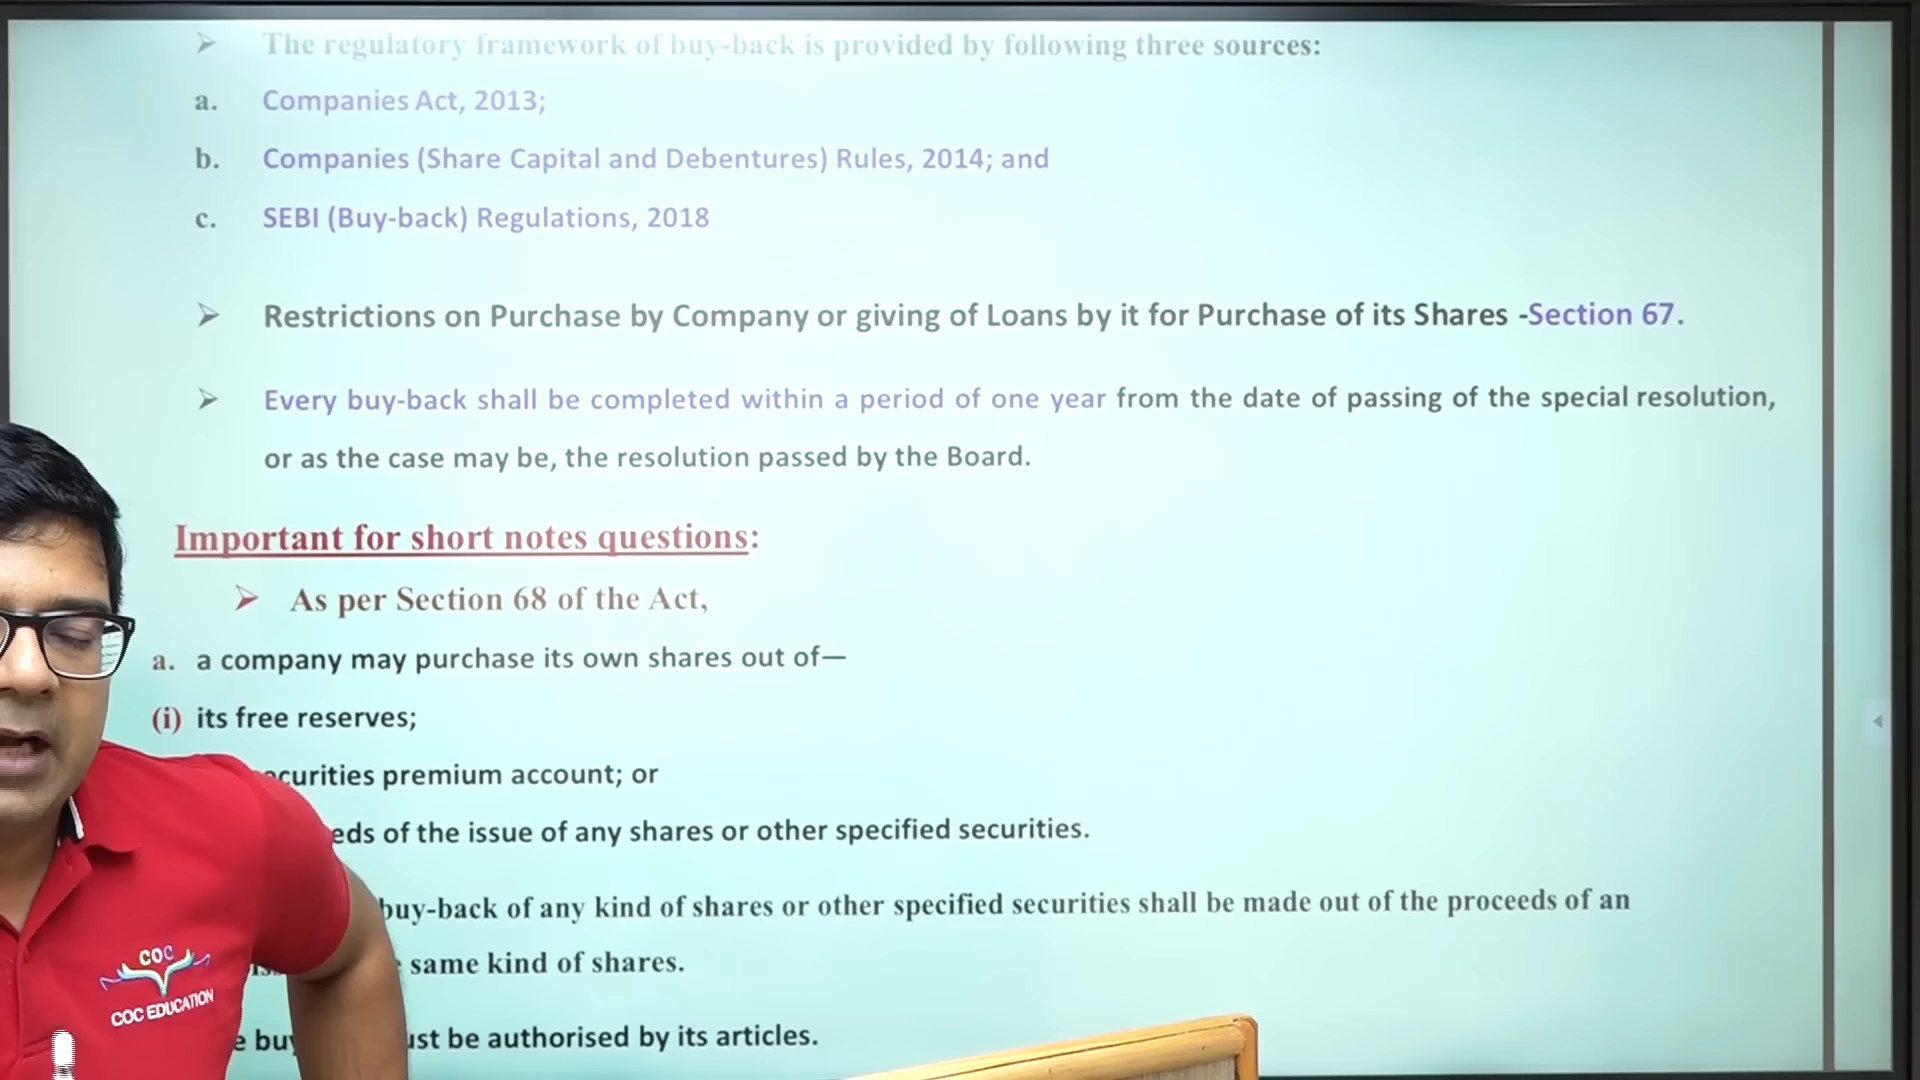 ➢ The regulatory framework of buy-back is provided by following three sources:
a. Companies Act, 2013;
b. Companies (Share Capital and Debentures) Rules, 2014; and
c. SEBI (Buy-back) Regulations, 2018
➢ Restrictions on Purchase by Company or giving of Loans by it for Purchase of its Shares -Section 67.
➢ Every buy-back shall be completed within a period of one year from the date of passing of the special resolution,
or as the case may be, the resolution passed by the Board.
Important for short notes questions:
➢ As per Section 68 of the Act,
a. a company may purchase its own shares out of—
(i) its free reserves;
premium account; or
of the issue of any shares or other specified securities.
buy-back of any kind of shares or other specified securities shall be made out of the proceeds of an
same kind of shares.
be authorised by its articles.
COC
COC EDUCATION